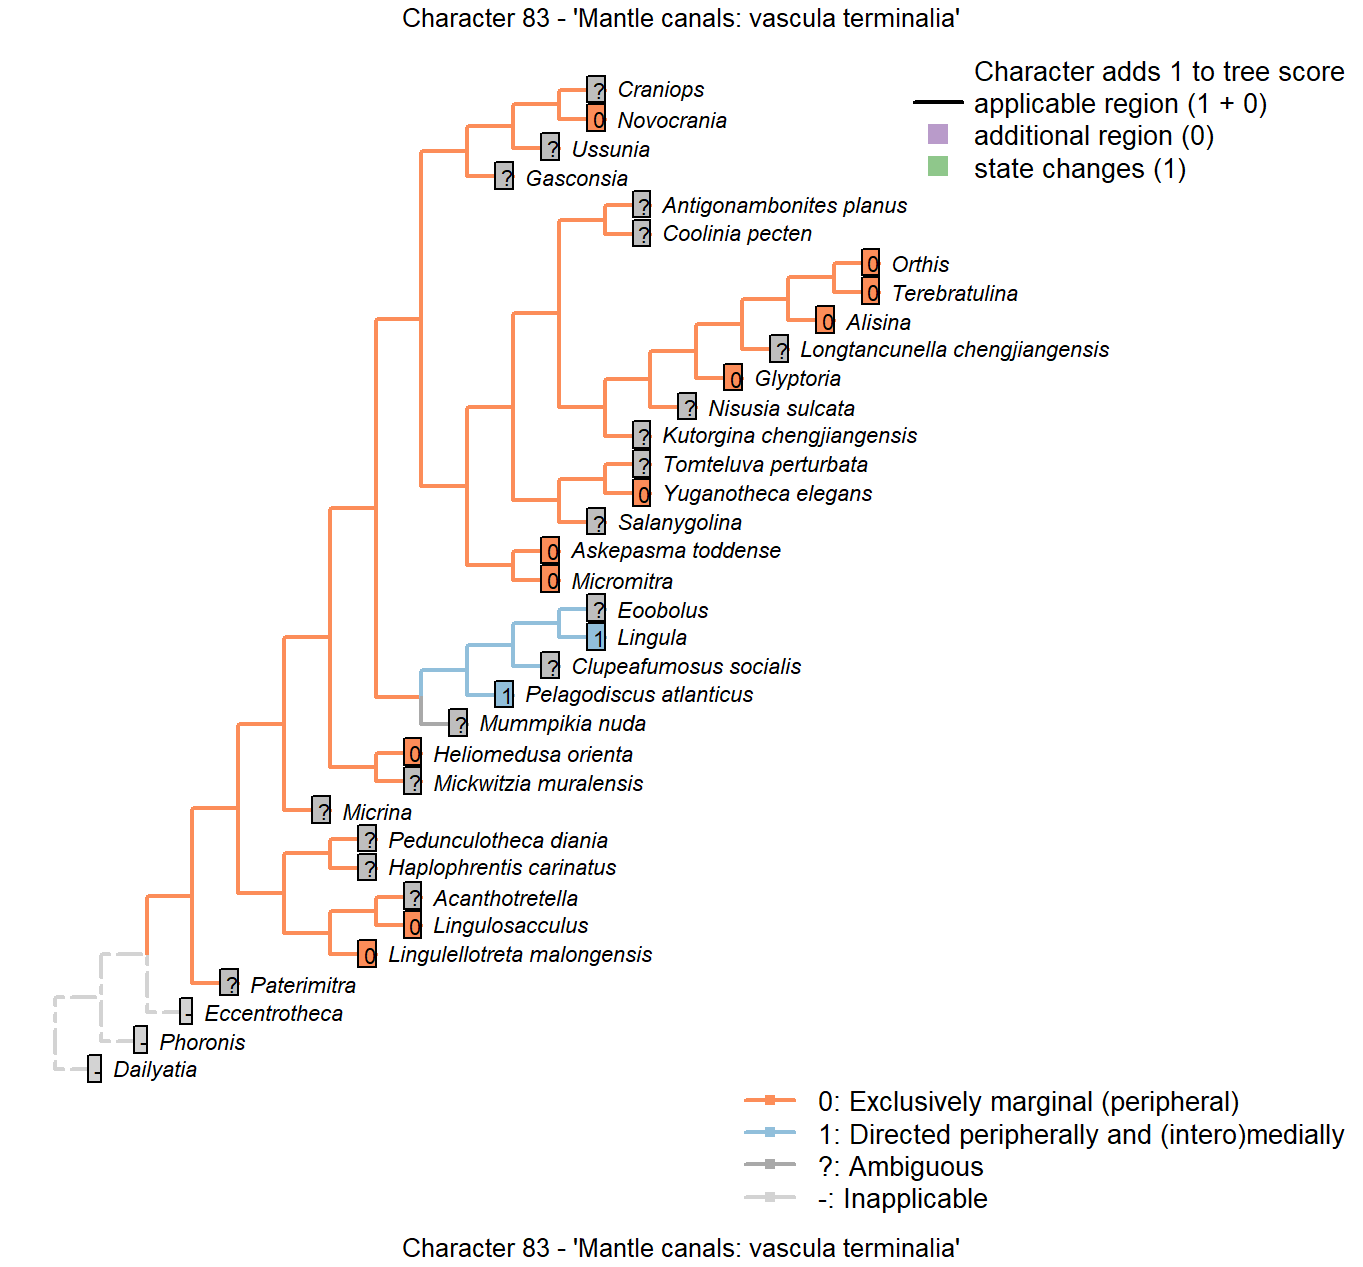 Character 83 - 'Mantle canals: vascula terminalia'
Character adds 1 to tree score
applicable region (1 + 0)
additional region (0)
state changes (1)
? Craniops
0 Novocrania
? Ussunia
? Gasconsia
? Antigonambonites planus
? Coolinia pecten
0 Orthis
0 Terebratulina
0 Alisina
? Longtancunella chengjiangensis
0 Glyptoria
? Nisusia sulcata
? Kutorgina chengjiangensis
? Tomteluva perturbata
0 Yuganotheca elegans
? Salanygolina
0 Askepasma toddense
0 Micromitra
? Eoobolus
1 Lingula
? Clupeafumosus socialis
1 Pelagodiscus atlanticus
? Mummpikia nuda
0 Heliomedusa orienta
? Mickwitzia muralensis
? Micrina
? Pedunculotheca diania
? Haplophrentis carinatus
? Acanthotretella
0 Lingulosacculus
0 Lingulellotreta malongensis
? Paterimitra
- Eccentrotheca
- Phoronis
- Dailyatia
0: Exclusively marginal (peripheral)
1: Directed peripherally and (intero)medially
?: Ambiguous
-: Inapplicable
Character 83 - 'Mantle canals: vascula terminalia'